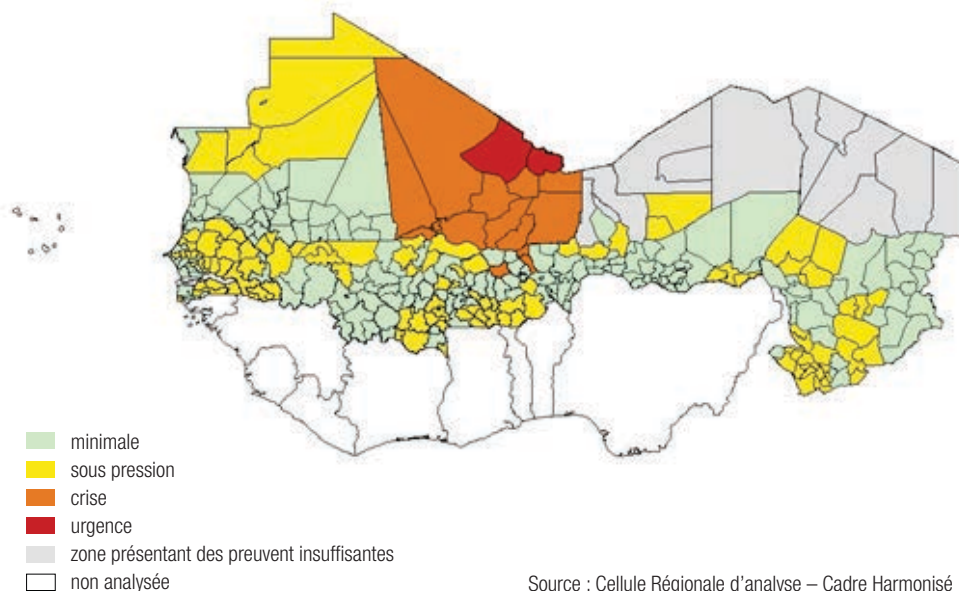 minimale
sous pression
crise
urgence
zone présentant des preuvent insuffisantes
non analysée
Source : Cellule Régionale d'analyse – Cadre Harmonisé